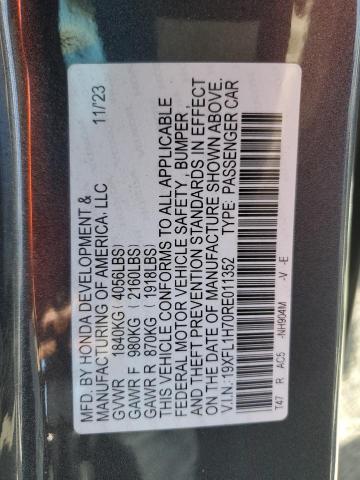 MFD. BY HONDA DEVELOPMENT &
MANUFACTURING OF AMERICA, LLC 11/23
GVWR 1840KG (4056LBS)
GAWR F 980KG (2160LBS)
GAWR R 870KG (1918LBS)
THIS VEHICLE CONFORMS TO ALL APPLICABLE
FEDERAL MOTOR VEHICLE SAFETY, BUMPER,
AND THEFT PREVENTION STANDARDS IN EFFECT
ON THE DATE OF MANUFACTURE SHOWN ABOVE.
V.I.N.:19XFL1H70RE011352 TYPE: PASSENGER CAR
T47 R AC5 -NH904M -V -E